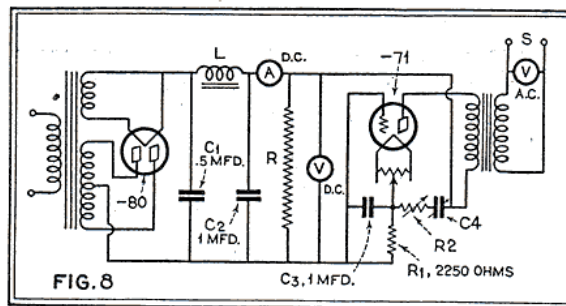 L
A
D.C.
-71
S
V
A.C.
C1
.5 MFD.
R
V
D.C.
-80
C2
1 MFD.
C4
R2
C3, 1 MFD.
R1, 2250 OHMS
FIG. 8